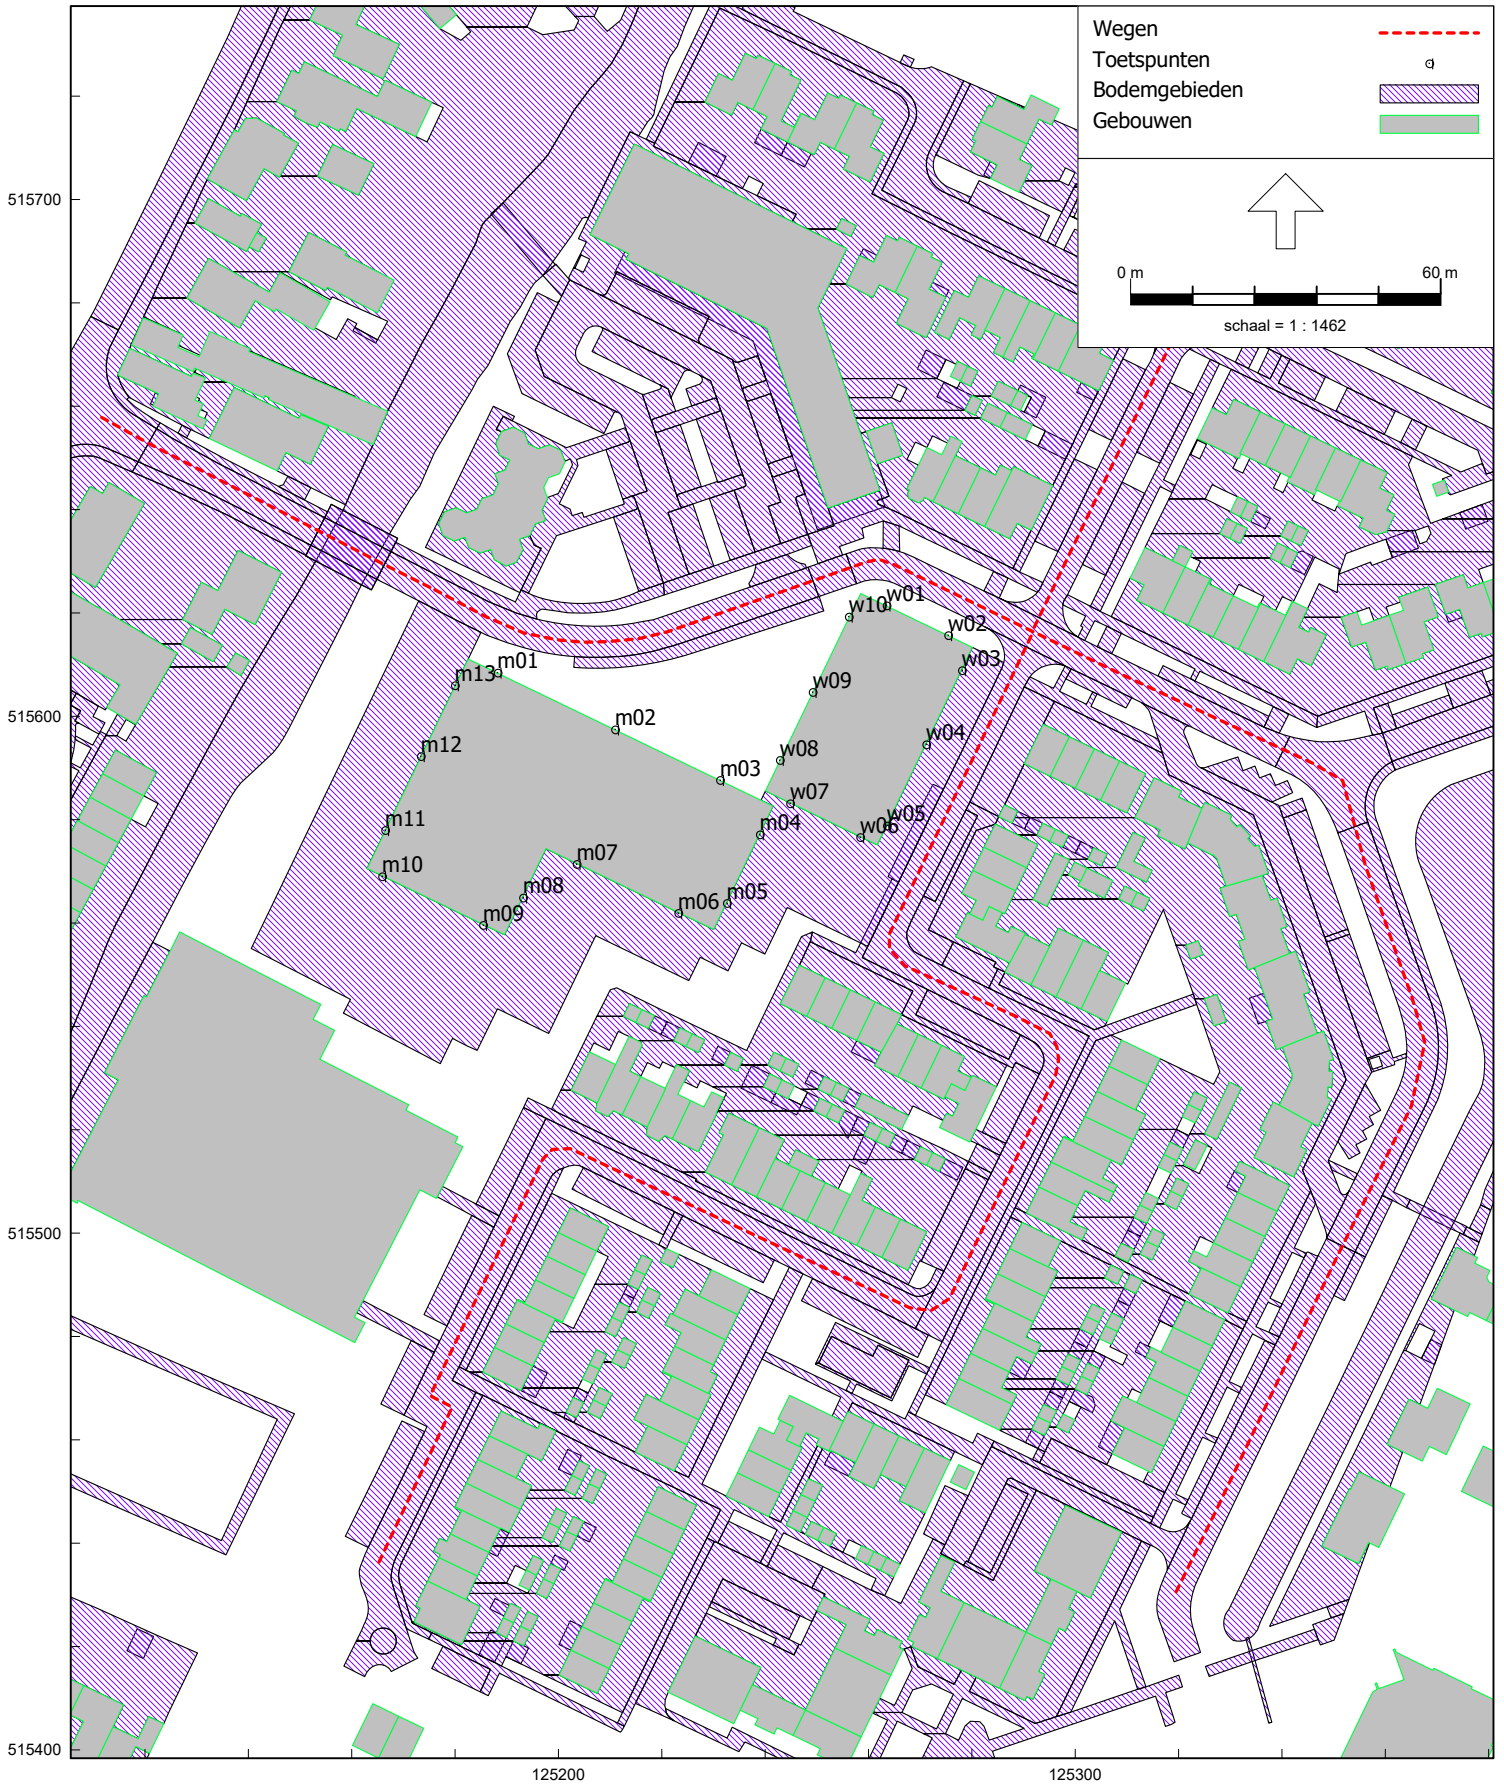 Wegen
Toetspunten
Bodemgebieden
Gebouwen
0 m 60 m
schaal = 1 : 1462
515700
515600
515500
515400
125200 125300
w01
w10
w02
w03
w09
w04
w08
w07
w05
w06
m13
m01
m02
m12
m03
m04
m11
m07
m10
m08
m05
m06
m09